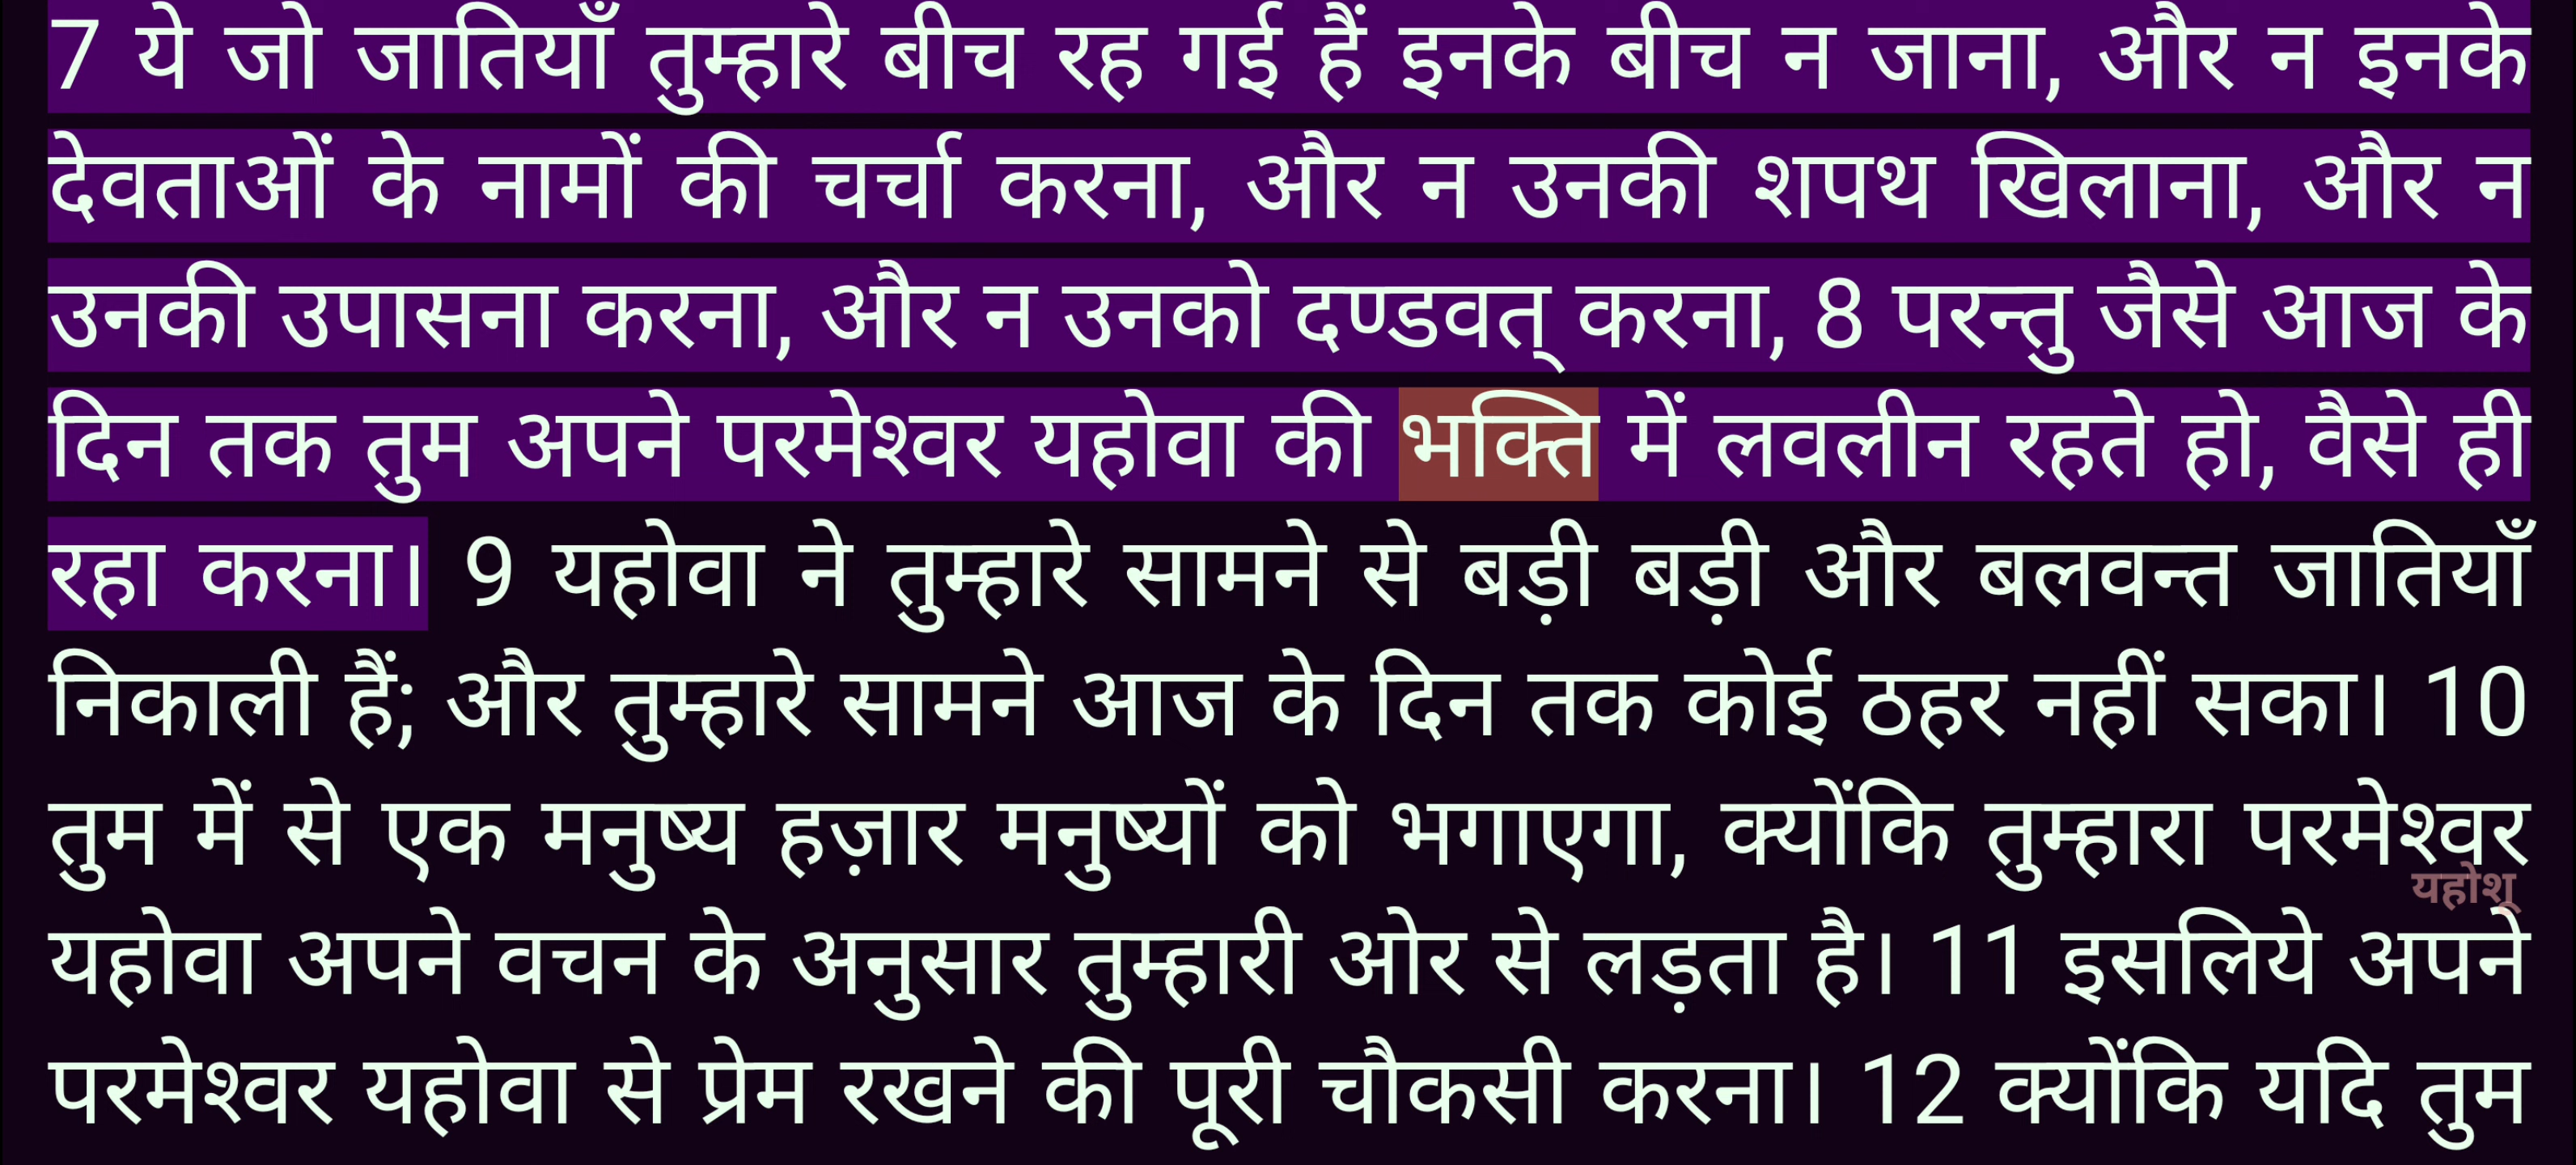 7 ये जो जातियाँ तुम्हारे बीच रह गई हैं इनके बीच न जाना, और न इनके
देवताओं के नामों की चर्चा करना, और न उनकी शपथ खिलाना, और न
उनकी उपासना करना, और न उनको दण्डवत् करना, 8 परन्तु जैसे आज के
दिन तक तुम अपने परमेश्वर यहोवा की भक्ति में लवलीन रहते हो, वैसे ही
रहा करना। 9 यहोवा ने तुम्हारे सामने से बड़ी बड़ी और बलवन्त जातियाँ
निकाली हैं; और तुम्हारे सामने आज के दिन तक कोई ठहर नहीं सका। 10
तुम में से एक मनुष्य हज़ार मनुष्यों को भगाएगा, क्योंकि तुम्हारा परमेश्वर
यहोशू
यहोवा अपने वचन के अनुसार तुम्हारी ओर से लड़ता है। 11 इसलिये अपने
परमेश्वर यहोवा से प्रेम रखने की पूरी चौकसी करना। 12 क्योंकि यदि तुम